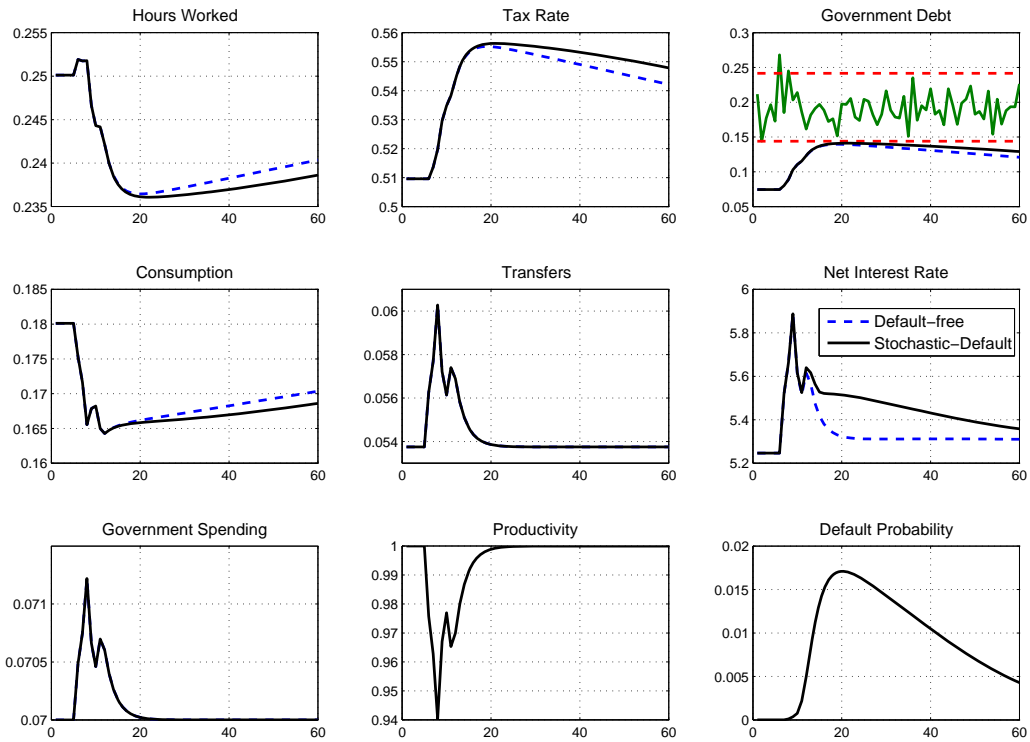 Hours Worked
0.255
0.25
0.245
0.24
0.235
0 20 40 60
Tax Rate
0.56
0.55
0.54
0.53
0.52
0.51
0.5
0 20 40 60
Government Debt
0.3
0.25
0.2
0.15
0.1
0.05
0 20 40 60
Consumption
0.185
0.18
0.175
0.17
0.165
0.16
0 20 40 60
Transfers
0.06
0.058
0.056
0.054
0 20 40 60
Net Interest Rate
6
5.8
5.6
5.4
5.2
0 20 40 60
Default−free
Stochastic−Default
Government Spending
0.071
0.0705
0.07
0 20 40 60
Productivity
1
0.99
0.98
0.97
0.96
0.95
0.94
0 20 40 60
Default Probability
0.02
0.015
0.01
0.005
0
0 20 40 60